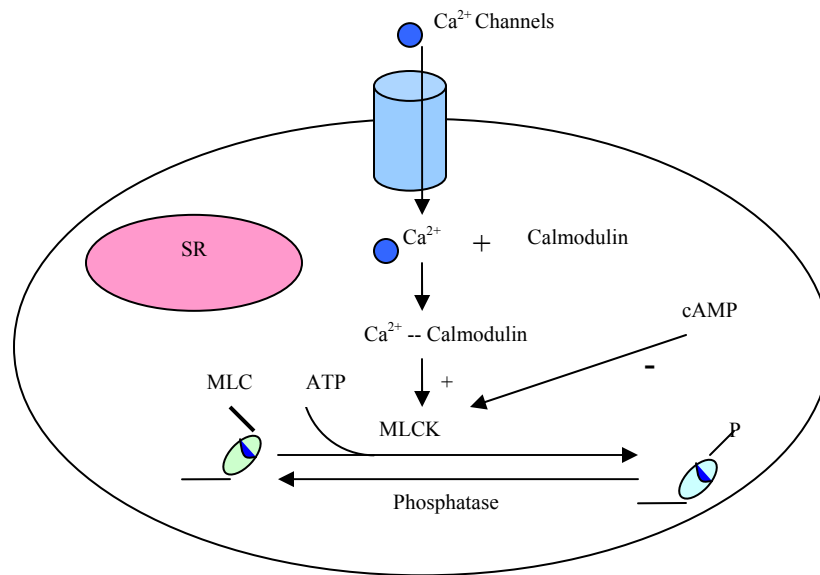 Ca²⁺ Channels
SR
Ca²⁺ + Calmodulin
Ca²⁺ -- Calmodulin
cAMP
MLC
ATP
+
-
MLCK
P
Phosphatase